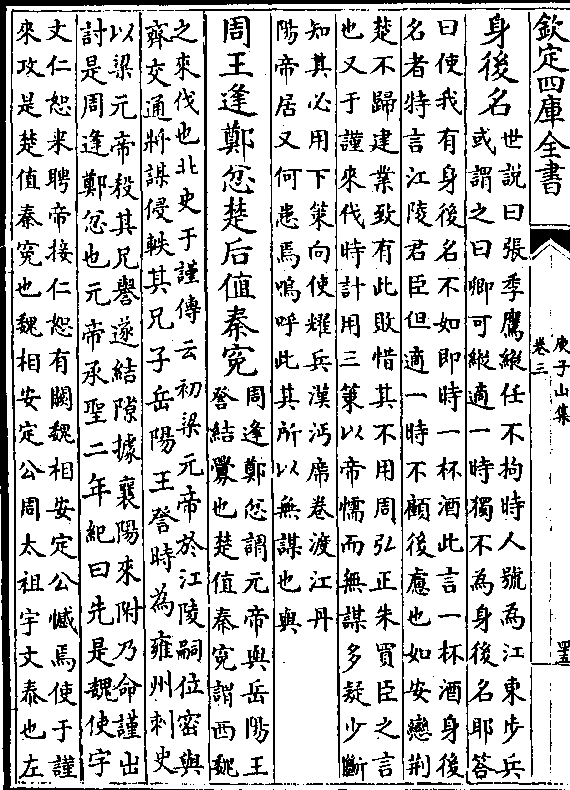 欽定四庫全書
庾子山集
卷三
四十五
身後名
世說曰張季鷹縱任不拘時人號為江東步兵
或謂之曰卿可縱適一時獨不為身後名耶答
曰使我有身後名不如即時一杯酒此言一杯酒身後
名者特言江陵君臣但適一時不顧後慮也如安戀荆
楚不歸建業致有此敗惜其不用周弘正朱買臣之言
也又于謹來伐時計用三策以帝懦而無謀多疑少斷
知其必用下策向使耀兵漢沔席卷渡江丹
陽帝居又何患焉嗚呼此其所以無謀也與
周王逢鄭忿楚后值秦寃
周逢鄭忿謂元帝與岳陽王
詧結釁也楚值秦寃謂西魏
之來伐也北史于謹傳云初梁元帝於江陵嗣位密與
齊交通將謀侵軼其兄子岳陽王詧時為雍州刺史
以梁元帝殺其兄譽遂結隙據襄陽來附乃命謹出
討是周逢鄭忿也元帝承聖二年紀曰先是魏使宇
文仁恕来聘帝接仁恕有闕魏相安定公憾焉使于謹
來攻是楚值秦寃也魏相安定公周太祖宇文泰也左